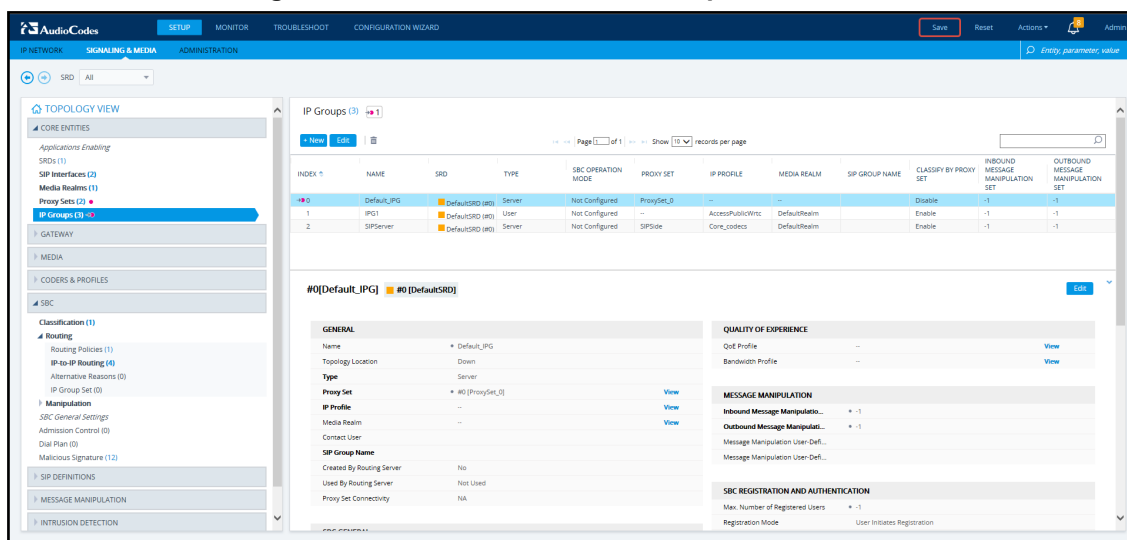 AudioCodes SETUP MONITOR TROUBLESHOOT CONFIGURATION WIZARD Save Reset Actions 8 Admin
IP NETWORK SIGNALING & MEDIA ADMINISTRATION Entity, parameter, value
SRD All
TOPOLOGY VIEW
CORE ENTITIES
Applications Enabling
SRDs (1)
SIP Interfaces (2)
Media Realms (1)
Proxy Sets (2)
IP Groups (3)
GATEWAY
MEDIA
CODERS & PROFILES
SBC
Classification (1)
Routing
Routing Policies (1)
IP-to-IP Routing (4)
Alternative Reasons (0)
IP Group Set (0)
Manipulation
SBC General Settings
Admission Control (0)
Dial Plan (0)
Malicious Signature (12)
SIP DEFINITIONS
MESSAGE MANIPULATION
INTRUSION DETECTION
IP Groups (3) 1
+ New Edit Page 1 of 1 Show 10 records per page
INDEX NAME SRD TYPE SBC OPERATION MODE PROXY SET IP PROFILE MEDIA REALM SIP GROUP NAME CLASSIFY BY PROXY SET INBOUND MESSAGE MANIPULATION SET OUTBOUND MESSAGE MANIPULATION SET
0 Default_IPG DefaultSRD (#0) Server Not Configured ProxySet_0 -- -- Disable -1 -1
1 IPG1 DefaultSRD (#0) User Not Configured -- AccessPublicWrtc DefaultRealm Enable -1 -1
2 SIPServer DefaultSRD (#0) Server Not Configured SIPSide Core_codecs DefaultRealm Enable -1 -1
#0[Default_IPG] #0 [DefaultSRD] Edit
GENERAL
Name Default_IPG
Topology Location Down
Type Server
Proxy Set #0 [ProxySet_0] View
IP Profile -- View
Media Realm -- View
Contact User
SIP Group Name
Created By Routing Server No
Used By Routing Server Not Used
Proxy Set Connectivity NA
QUALITY OF EXPERIENCE
QoE Profile -- View
Bandwidth Profile -- View
MESSAGE MANIPULATION
Inbound Message Manipulatio... -1
Outbound Message Manipulati... -1
Message Manipulation User-Defi...
Message Manipulation User-Defi...
SBC REGISTRATION AND AUTHENTICATION
Max. Number of Registered Users -1
Registration Mode User Initiates Registration